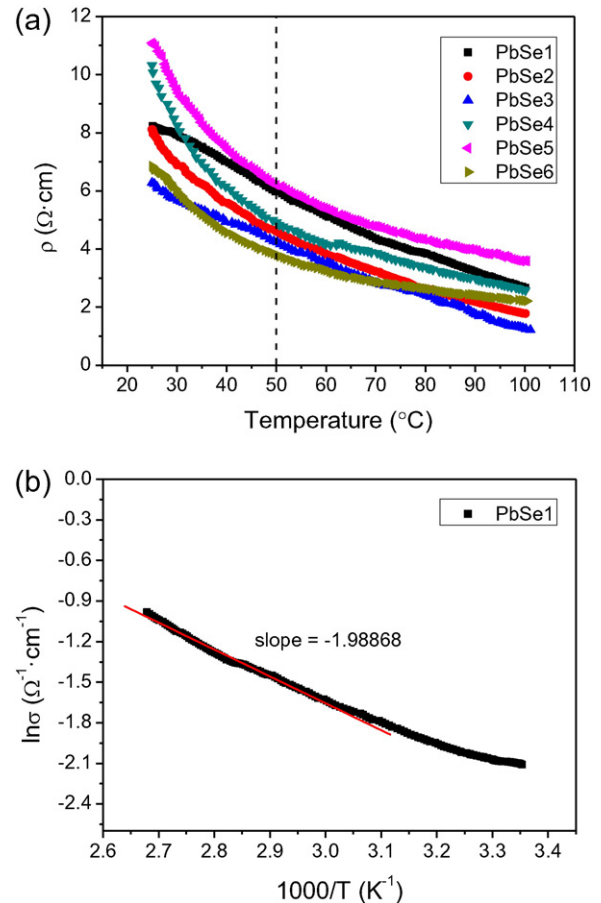 (a)
12
10
8
6
4
2
0
ρ (Ω·cm)
PbSe1
PbSe2
PbSe3
PbSe4
PbSe5
PbSe6
20 30 40 50 60 70 80 90 100 110
Temperature (°C)
(b)
0.0
-0.3
-0.6
-0.9
-1.2
-1.5
-1.8
-2.1
-2.4
lnσ (Ω⁻¹·cm⁻¹)
PbSe1
slope = -1.98868
2.6 2.7 2.8 2.9 3.0 3.1 3.2 3.3 3.4
1000/T (K⁻¹)